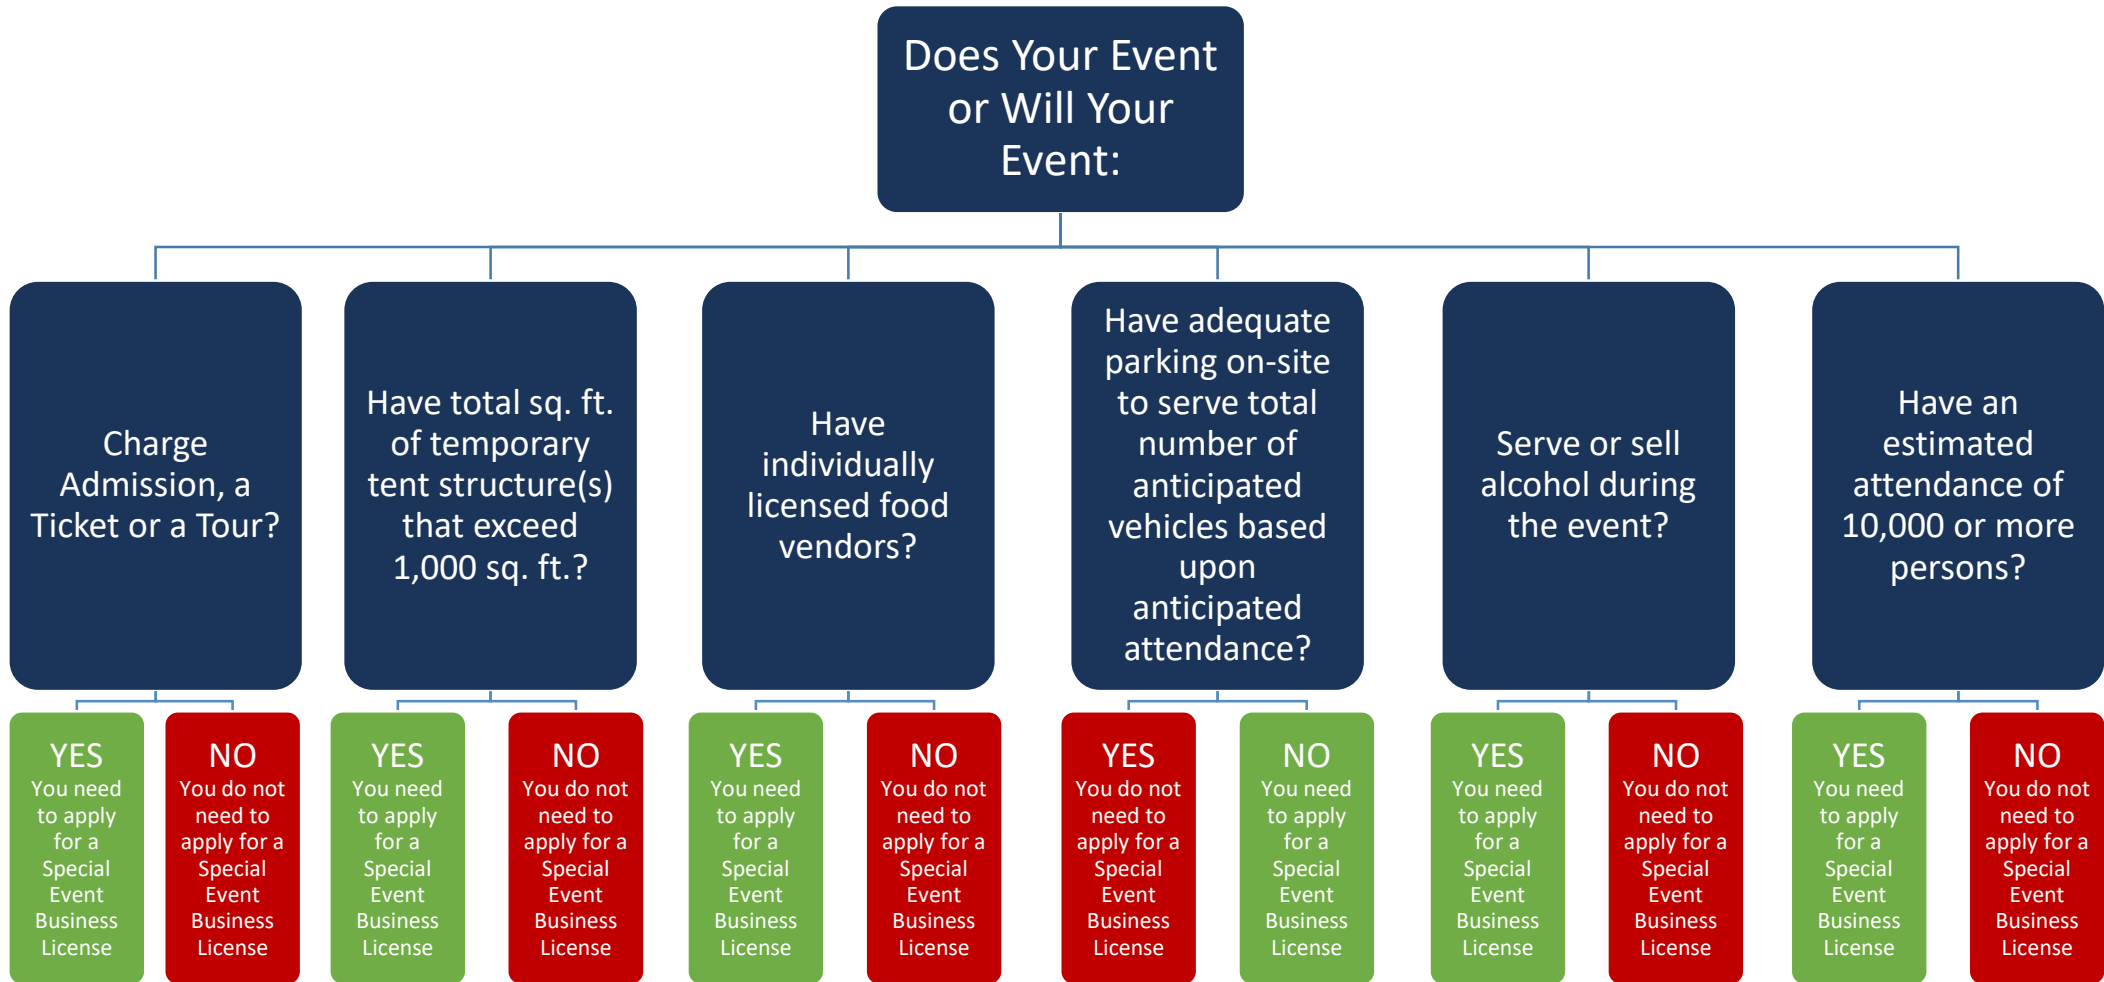 Does Your Event
or Will Your
Event:
Charge
Admission, a
Ticket or a Tour?
Have total sq. ft.
of temporary
tent structure(s)
that exceed
1,000 sq. ft.?
Have
individually
licensed food
vendors?
Have adequate
parking on-site
to serve total
number of
anticipated
vehicles based
upon
anticipated
attendance?
Serve or sell
alcohol during
the event?
Have an
estimated
attendance of
10,000 or more
persons?
YES
You need
to apply
for a
Special
Event
Business
License
NO
You do not
need to
apply for a
Special
Event
Business
License
YES
You need
to apply
for a
Special
Event
Business
License
NO
You do not
need to
apply for a
Special
Event
Business
License
YES
You need
to apply
for a
Special
Event
Business
License
NO
You do not
need to
apply for a
Special
Event
Business
License
YES
You do not
need to
apply for a
Special
Event
Business
License
NO
You need
to apply
for a
Special
Event
Business
License
YES
You need
to apply
for a
Special
Event
Business
License
NO
You do not
need to
apply for a
Special
Event
Business
License
YES
You need
to apply
for a
Special
Event
Business
License
NO
You do not
need to
apply for a
Special
Event
Business
License